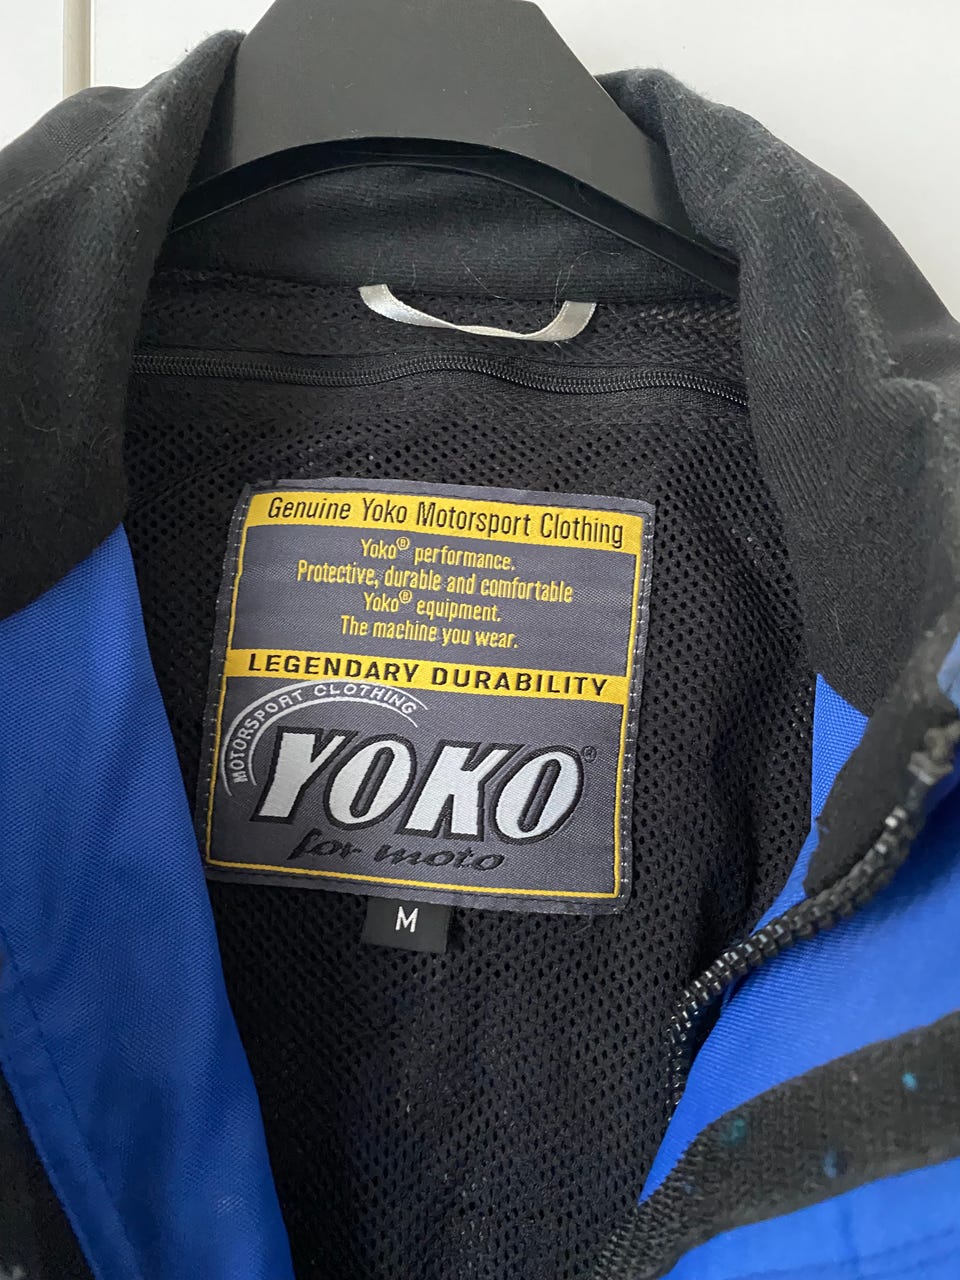 Genuine Yoko Motorsport Clothing
Yoko® performance.
Protective, durable and comfortable
Yoko® equipment.
The machine you wear.
LEGENDARY DURABILITY
MOTORSPORT CLOTHING
YOKO®
for moto
M